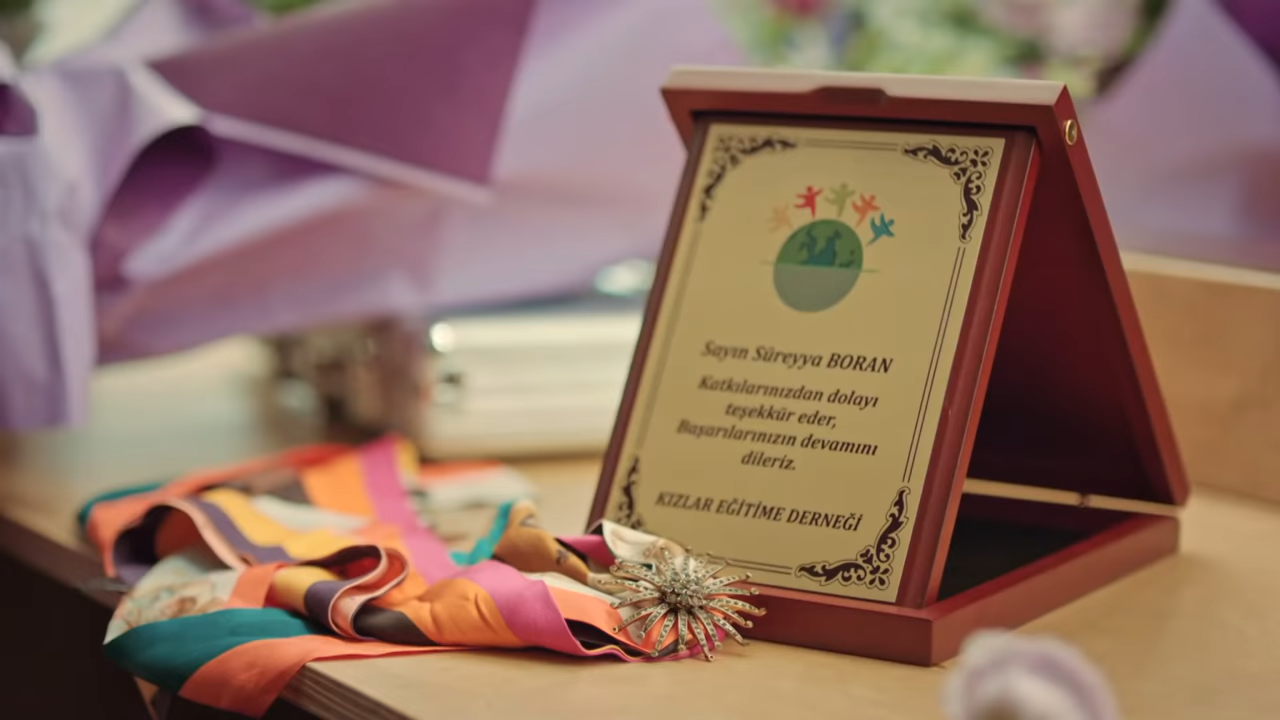 Sayın Süreyya BORAN
Katkılarınızdan dolayı
teşekkür eder,
Başarılarınızın devamını
dileriz.
KIZLAR EĞİTİME DERNEĞİ